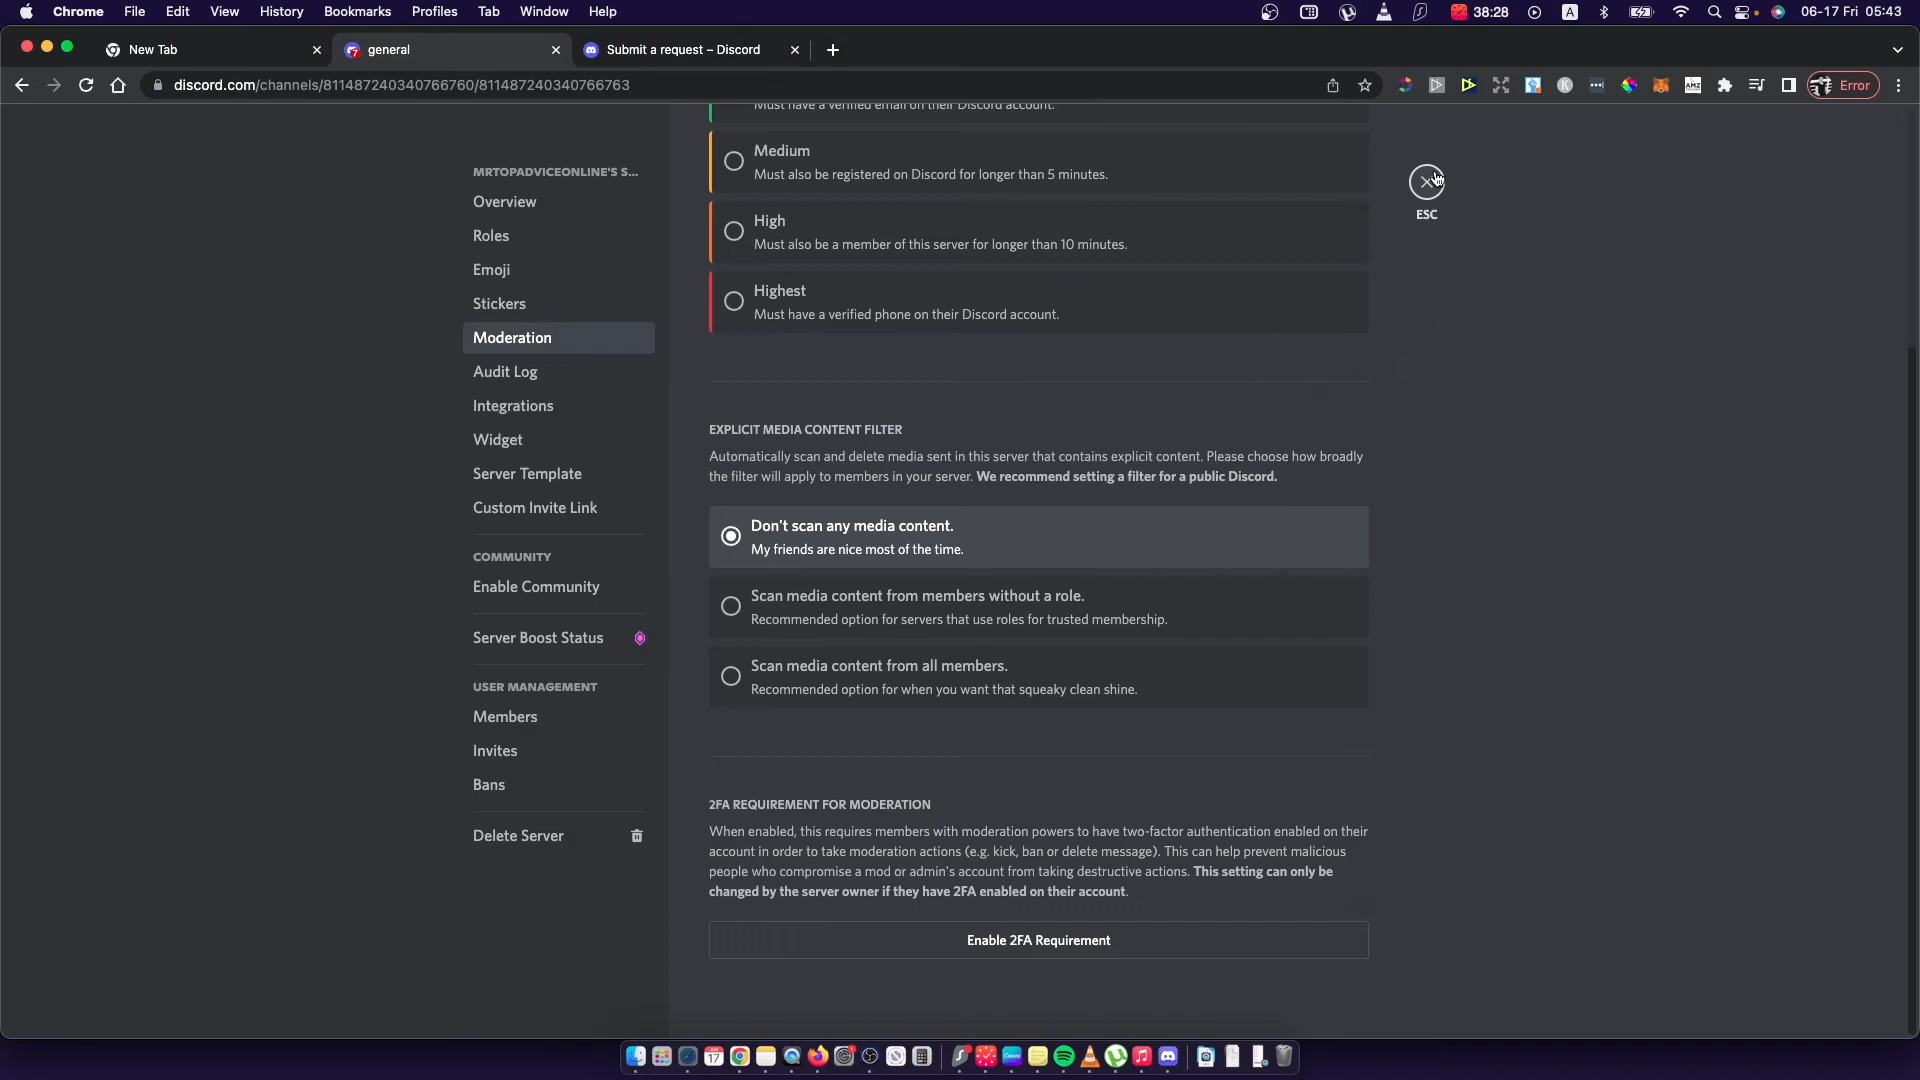 Chrome File Edit View History Bookmarks Profiles Tab Window Help 38:28 A 06-17 Fri 05:43
New Tab general Submit a request – Discord
discord.com/channels/811487240340766760/811487240340766763 Error
Must have a verified email on their Discord account.
MRTOPADVICEONLINE'S S...
Overview
Roles
Emoji
Stickers
Moderation
Audit Log
Integrations
Widget
Server Template
Custom Invite Link
COMMUNITY
Enable Community
Server Boost Status
USER MANAGEMENT
Members
Invites
Bans
Delete Server
Medium
Must also be registered on Discord for longer than 5 minutes.
High
Must also be a member of this server for longer than 10 minutes.
Highest
Must have a verified phone on their Discord account.
ESC
EXPLICIT MEDIA CONTENT FILTER
Automatically scan and delete media sent in this server that contains explicit content. Please choose how broadly
the filter will apply to members in your server. We recommend setting a filter for a public Discord.
Don't scan any media content.
My friends are nice most of the time.
Scan media content from members without a role.
Recommended option for servers that use roles for trusted membership.
Scan media content from all members.
Recommended option for when you want that squeaky clean shine.
2FA REQUIREMENT FOR MODERATION
When enabled, this requires members with moderation powers to have two-factor authentication enabled on their
account in order to take moderation actions (e.g. kick, ban or delete message). This can help prevent malicious
people who compromise a mod or admin's account from taking destructive actions. This setting can only be
changed by the server owner if they have 2FA enabled on their account.
Enable 2FA Requirement